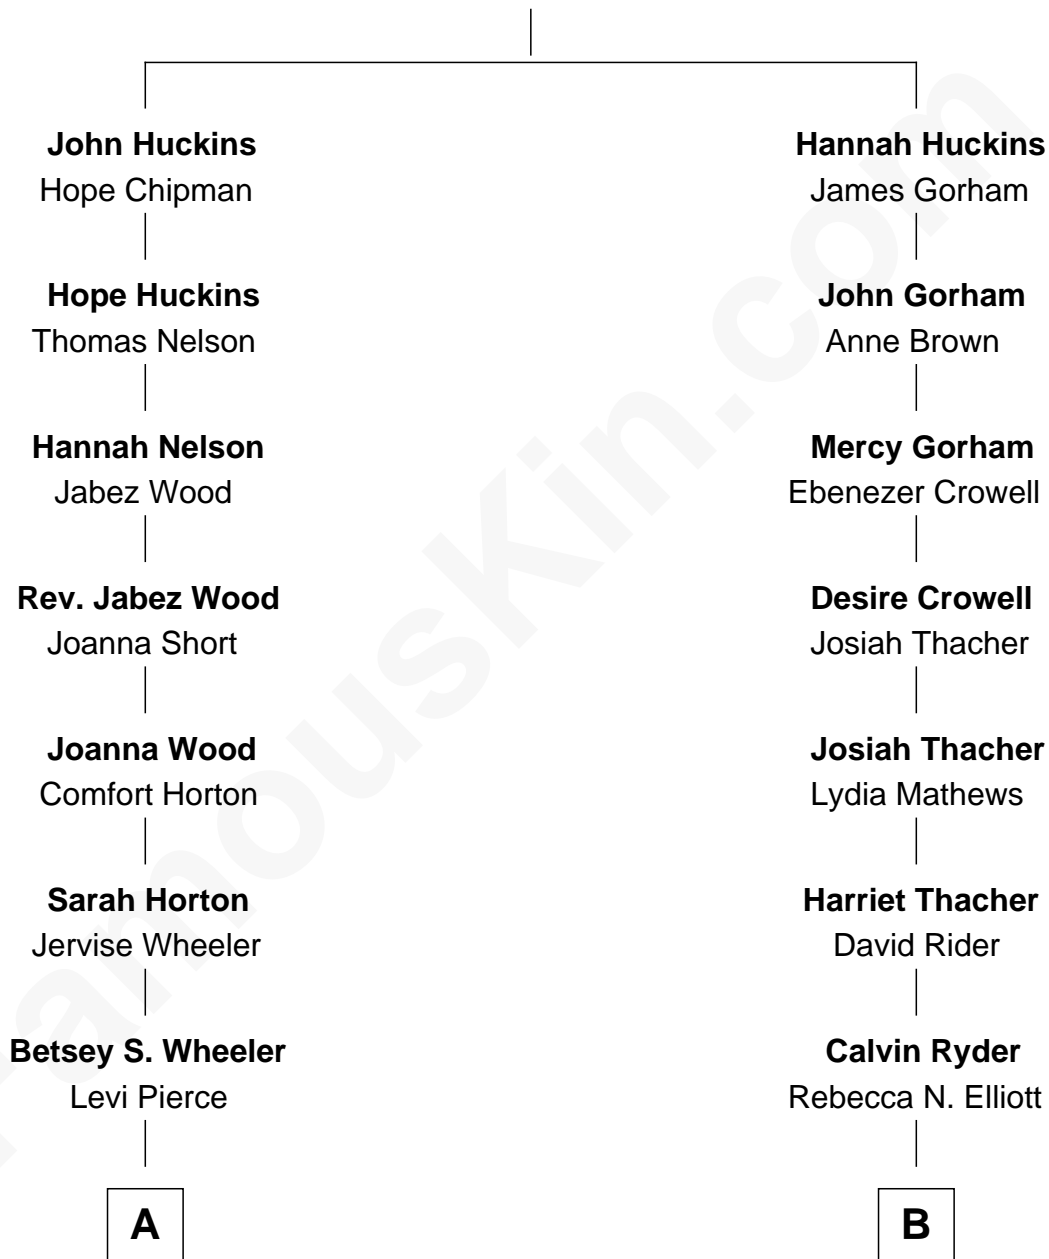 John Huckins
Hope Chipman
Hope Huckins
Thomas Nelson
Hannah Nelson
Jabez Wood
Rev. Jabez Wood
Joanna Short
Joanna Wood
Comfort Horton
Sarah Horton
Jervise Wheeler
Betsey S. Wheeler
Levi Pierce
A
Hannah Huckins
James Gorham
John Gorham
Anne Brown
Mercy Gorham
Ebenezer Crowell
Desire Crowell
Josiah Thacher
Josiah Thacher
Lydia Mathews
Harriet Thacher
David Rider
Calvin Ryder
Rebecca N. Elliott
B
FamousKin.com